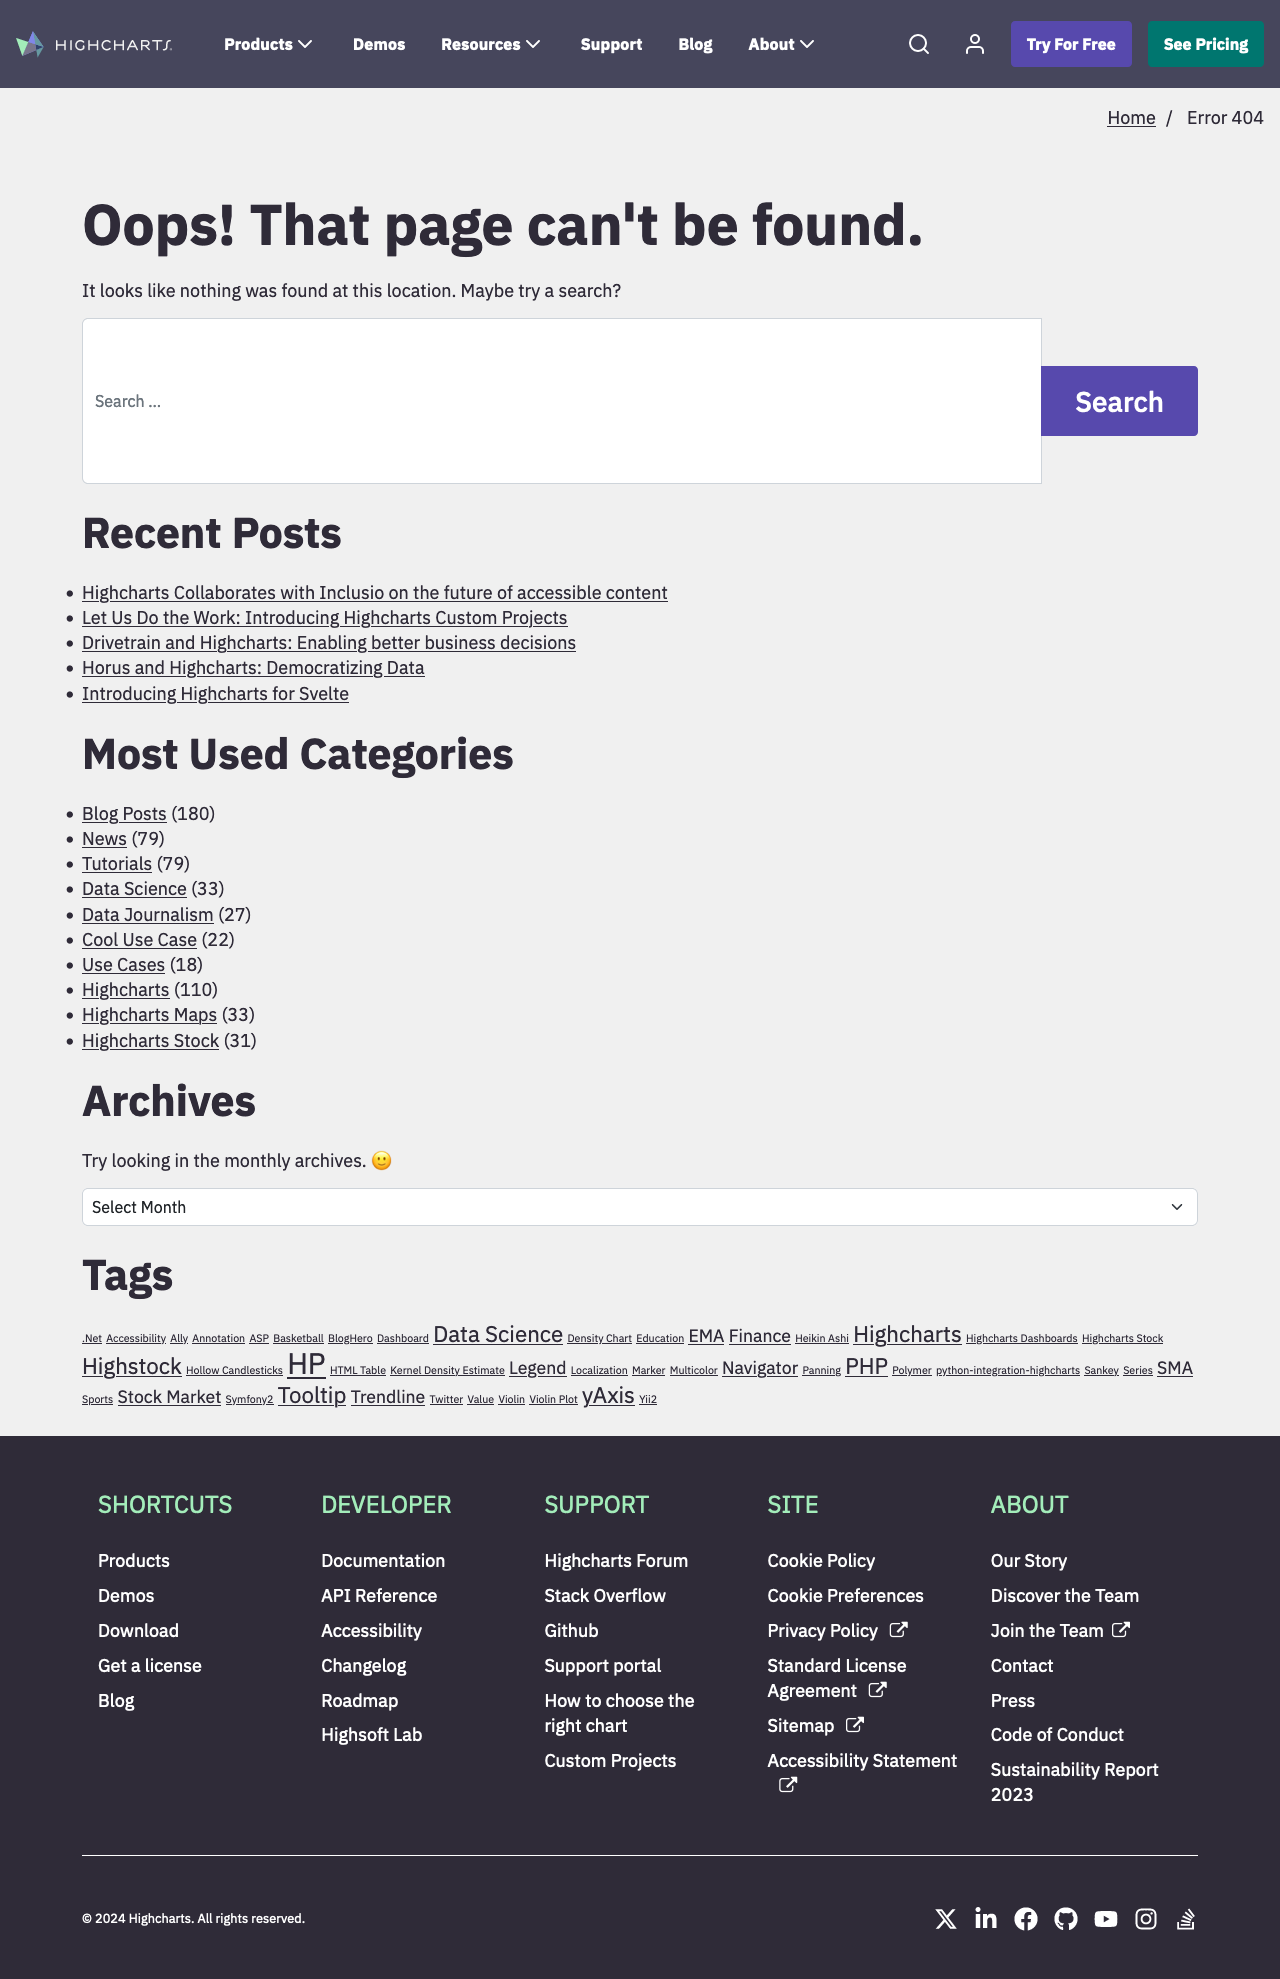 HIGHCHARTS
Products
Demos
Resources
Support
Blog
About
Try For Free
See Pricing
Home / Error 404
Oops! That page can't be found.
It looks like nothing was found at this location. Maybe try a search?
Search ...
Search
Recent Posts
Highcharts Collaborates with Inclusio on the future of accessible content
Let Us Do the Work: Introducing Highcharts Custom Projects
Drivetrain and Highcharts: Enabling better business decisions
Horus and Highcharts: Democratizing Data
Introducing Highcharts for Svelte
Most Used Categories
Blog Posts (180)
News (79)
Tutorials (79)
Data Science (33)
Data Journalism (27)
Cool Use Case (22)
Use Cases (18)
Highcharts (110)
Highcharts Maps (33)
Highcharts Stock (31)
Archives
Try looking in the monthly archives. 🙂
Select Month
Tags
.Net Accessibility Ally Annotation ASP Basketball BlogHero Dashboard Data Science Density Chart Education EMA Finance Heikin Ashi Highcharts Highcharts Dashboards Highcharts Stock
Highstock Hollow Candlesticks HP HTML Table Kernel Density Estimate Legend Localization Marker Multicolor Navigator Panning PHP Polymer python-integration-highcharts Sankey Series SMA
Sports Stock Market Symfony2 Tooltip Trendline Twitter Value Violin Violin Plot yAxis Yii2
SHORTCUTS
Products
Demos
Download
Get a license
Blog
DEVELOPER
Documentation
API Reference
Accessibility
Changelog
Roadmap
Highsoft Lab
SUPPORT
Highcharts Forum
Stack Overflow
Github
Support portal
How to choose the
right chart
Custom Projects
SITE
Cookie Policy
Cookie Preferences
Privacy Policy
Standard License
Agreement
Sitemap
Accessibility Statement
ABOUT
Our Story
Discover the Team
Join the Team
Contact
Press
Code of Conduct
Sustainability Report
2023
© 2024 Highcharts. All rights reserved.